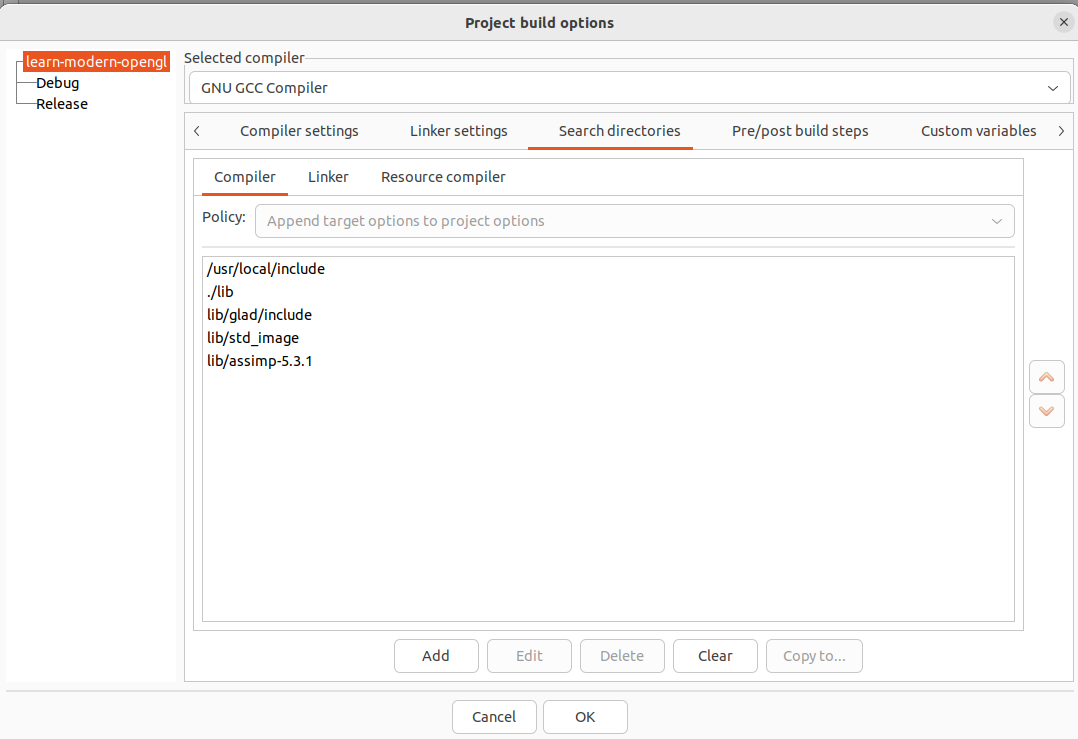 Project build options
learn-modern-opengl
Debug
Release
Selected compiler
GNU GCC Compiler
Compiler settings Linker settings Search directories Pre/post build steps Custom variables
Compiler Linker Resource compiler
Policy: Append target options to project options
/usr/local/include
./lib
lib/glad/include
lib/std_image
lib/assimp-5.3.1
Add Edit Delete Clear Copy to...
Cancel OK